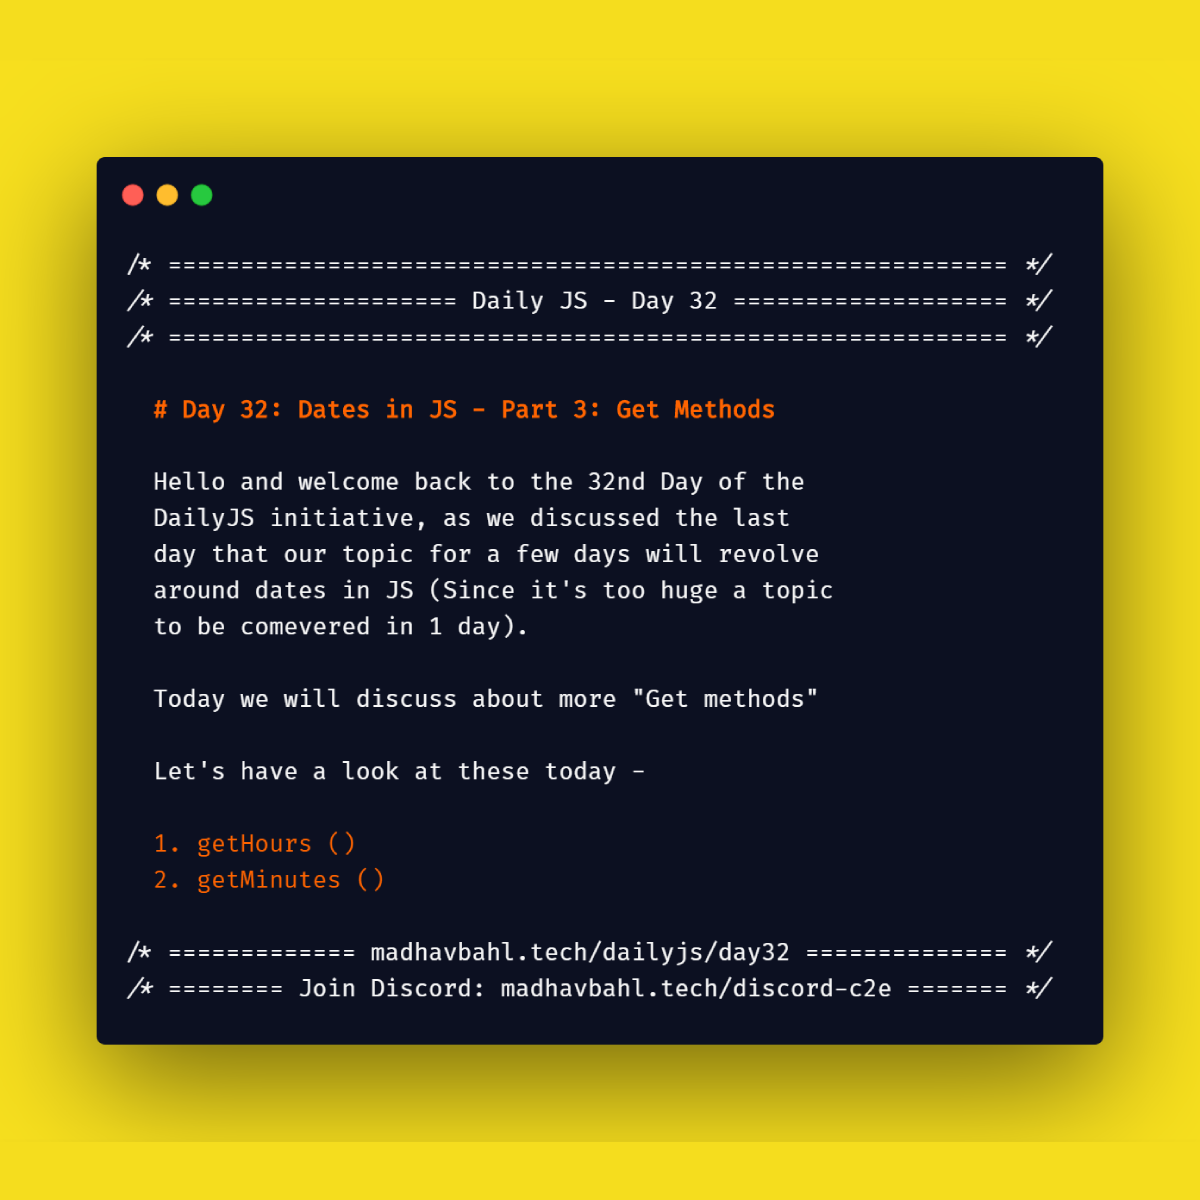 /* ========================================================== */
/* ==================== Daily JS - Day 32 =================== */
/* ========================================================== */
# Day 32: Dates in JS - Part 3: Get Methods
Hello and welcome back to the 32nd Day of the
DailyJS initiative, as we discussed the last
day that our topic for a few days will revolve
around dates in JS (Since it's too huge a topic
to be comevered in 1 day).
Today we will discuss about more "Get methods"
Let's have a look at these today -
1. getHours ()
2. getMinutes ()
/* ============= madhavbahl.tech/dailyjs/day32 ============== */
/* ======== Join Discord: madhavbahl.tech/discord-c2e ======= */